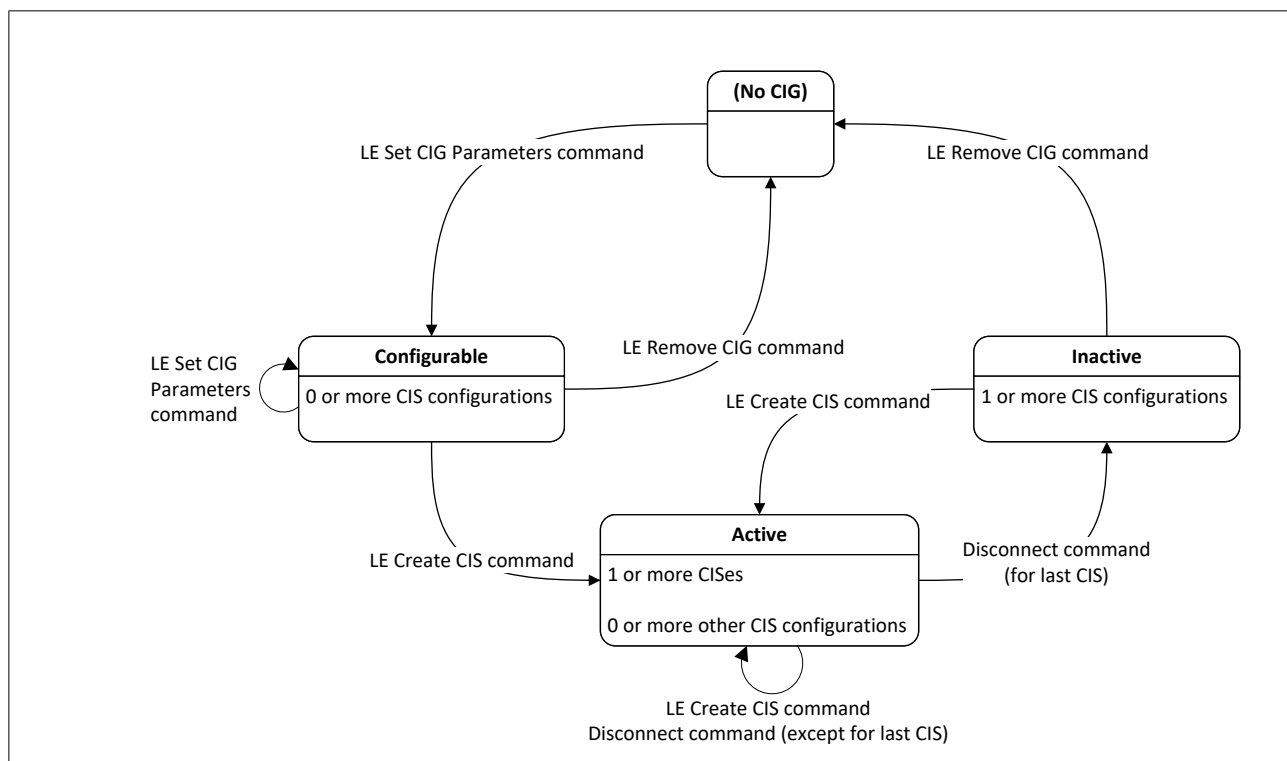 (No CIG)
LE Set CIG Parameters command
LE Remove CIG command
LE Remove CIG command
Configurable
0 or more CIS configurations
LE Set CIG
Parameters
command
Inactive
1 or more CIS configurations
LE Create CIS command
LE Create CIS command
Active
1 or more CISes
0 or more other CIS configurations
Disconnect command
(for last CIS)
LE Create CIS command
Disconnect command (except for last CIS)